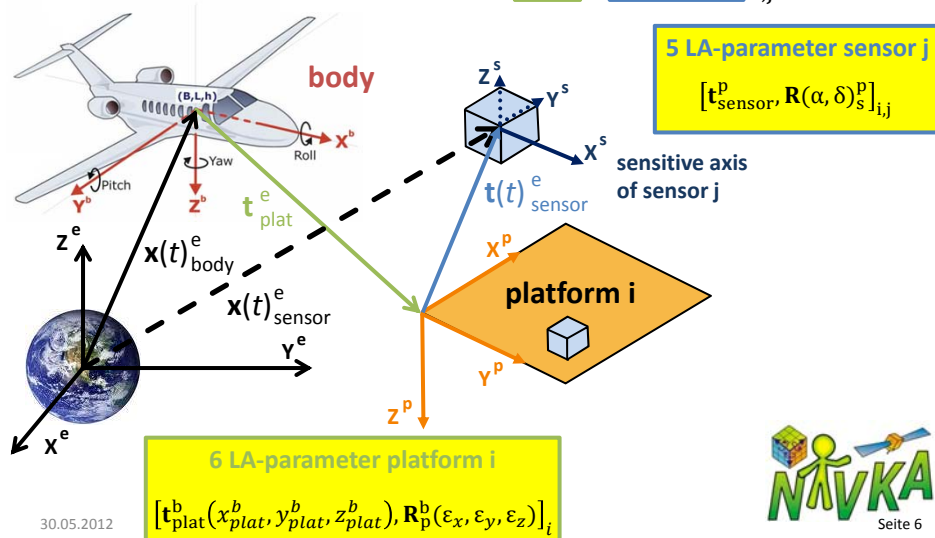 i,j
5 LA-parameter sensor j
[t^p_sensor, R(α, δ)^p_s]_i,j
body
(B,L,h)
X^b
Roll
Yaw
Pitch
Y^b
Z^b
Z^s
Y^s
X^s
sensitive axis
of sensor j
t^e_plat
t(t)^e_sensor
Z^e
x(t)^e_body
x(t)^e_sensor
X^p
platform i
Y^e
Y^p
Z^p
X^e
6 LA-parameter platform i
[t^b_plat(x^b_plat, y^b_plat, z^b_plat), R^b_p(ε_x, ε_y, ε_z)]_i
30.05.2012
NAVKA
Seite 6